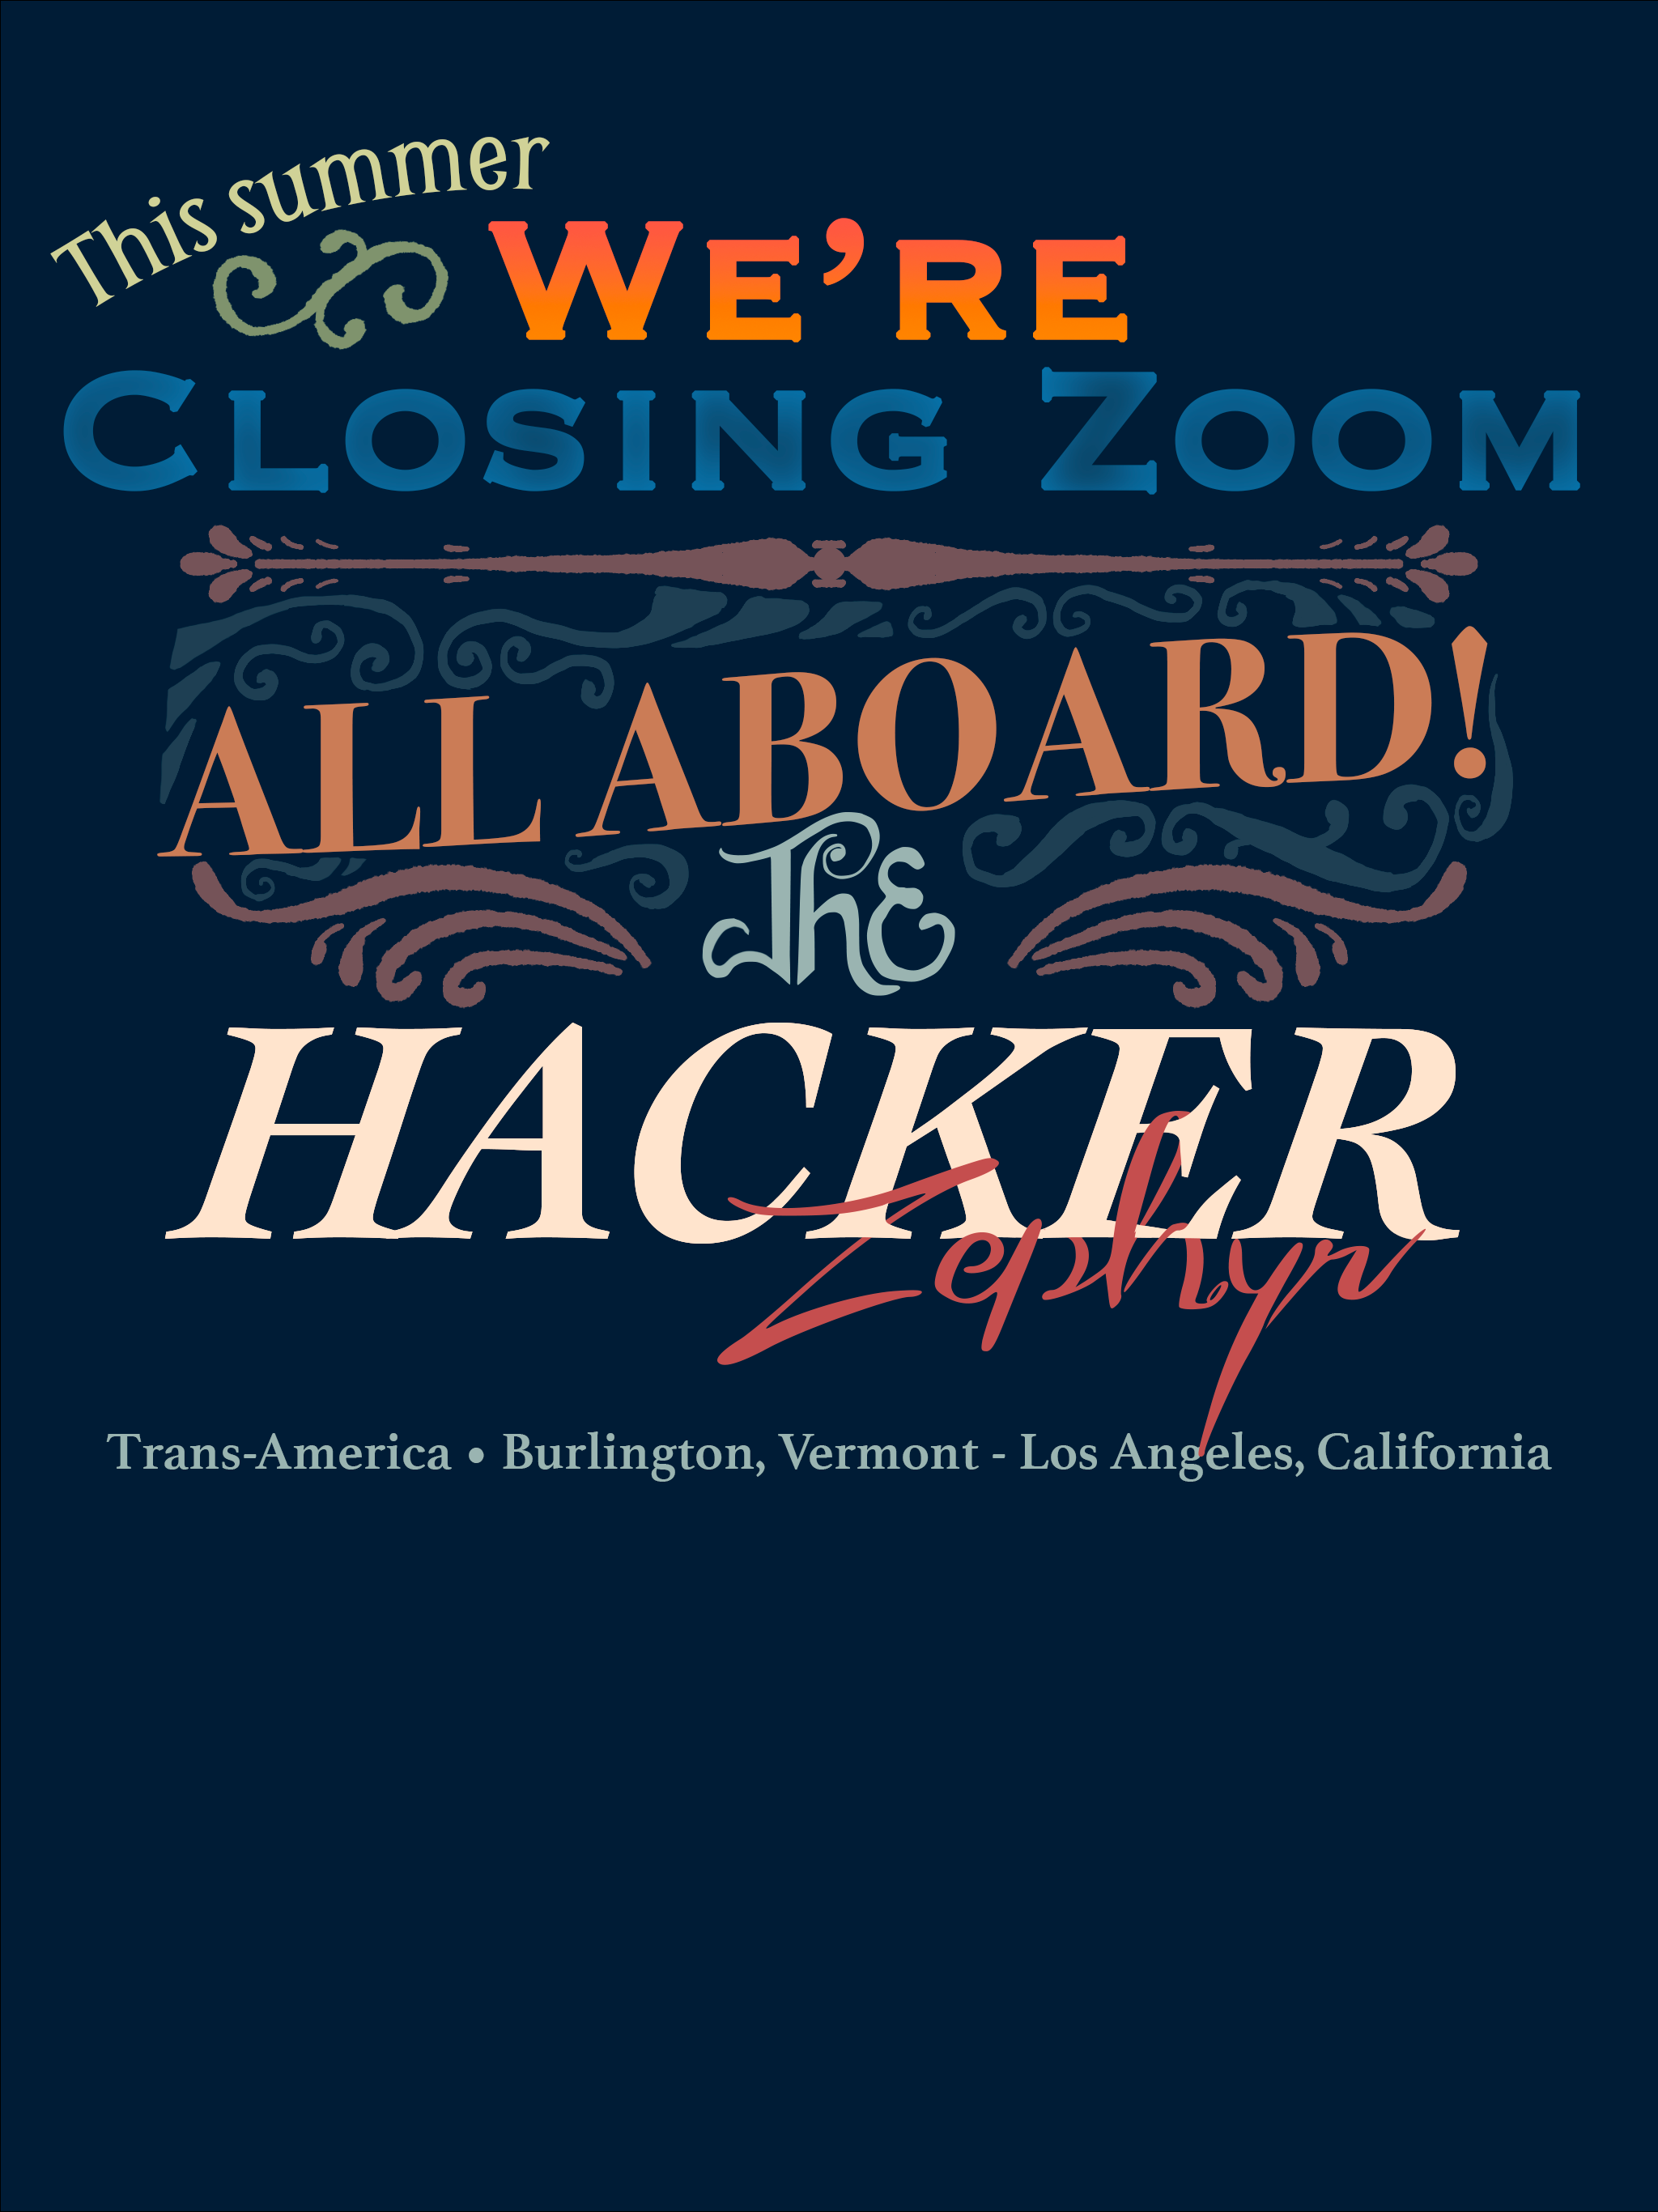 This summer
WE'RE
CLOSING ZOOM
ALL ABOARD!
The
HACKER
Zephyr
Trans-America • Burlington, Vermont - Los Angeles, California